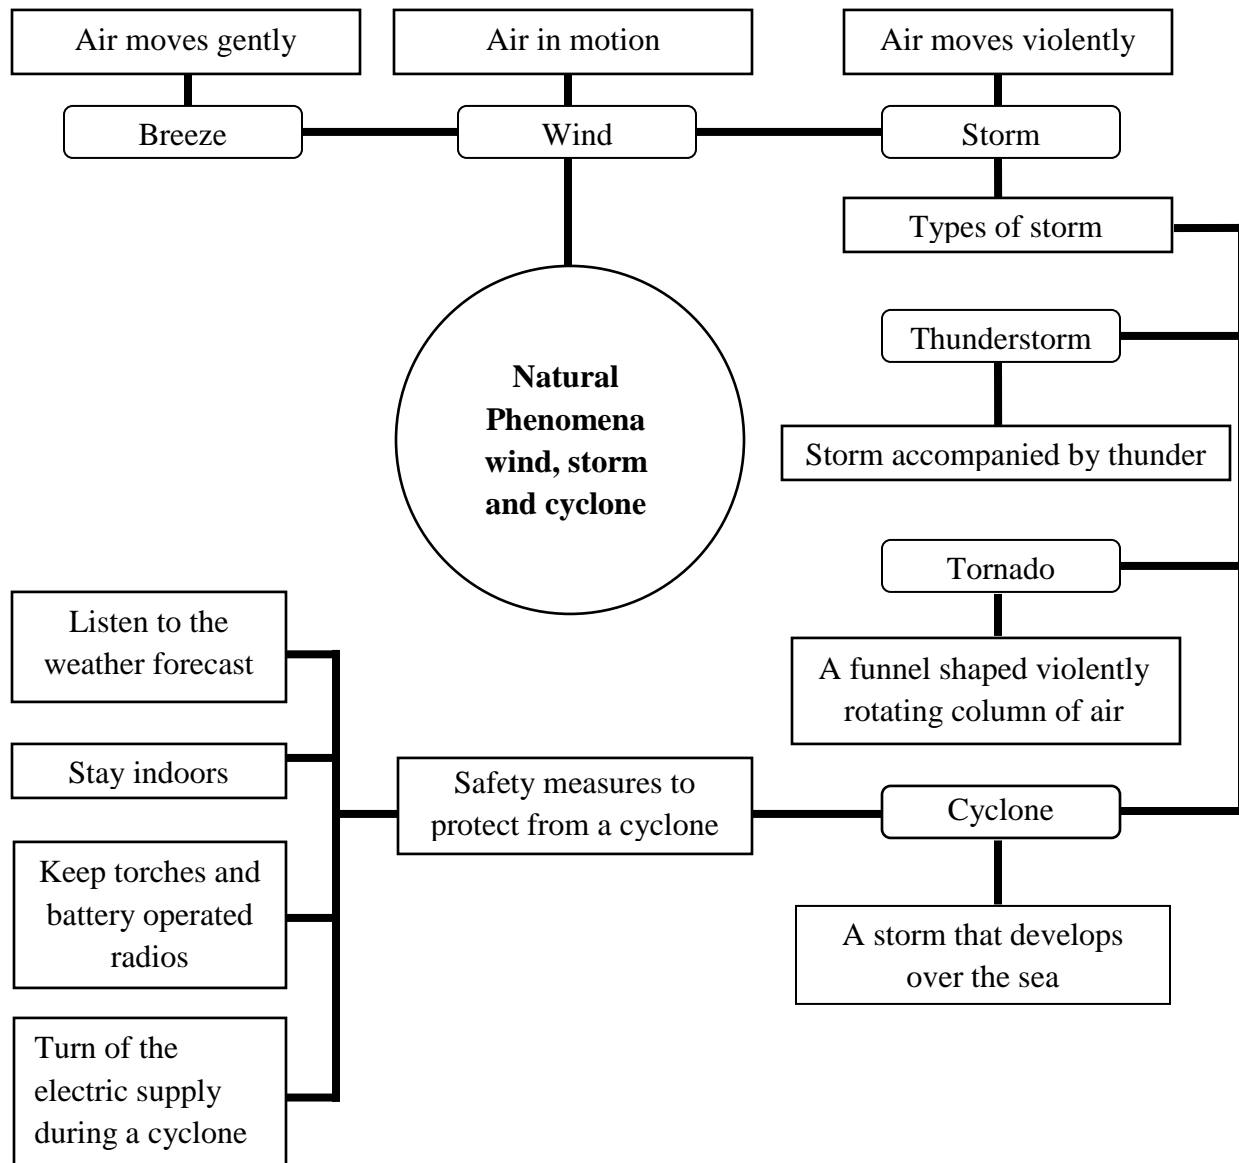 Air moves gently
Air in motion
Air moves violently
Breeze
Wind
Storm
Types of storm
Thunderstorm
Storm accompanied by thunder
Natural
Phenomena
wind, storm
and cyclone
Tornado
A funnel shaped violently
rotating column of air
Cyclone
A storm that develops
over the sea
Safety measures to
protect from a cyclone
Listen to the
weather forecast
Stay indoors
Keep torches and
battery operated
radios
Turn of the
electric supply
during a cyclone